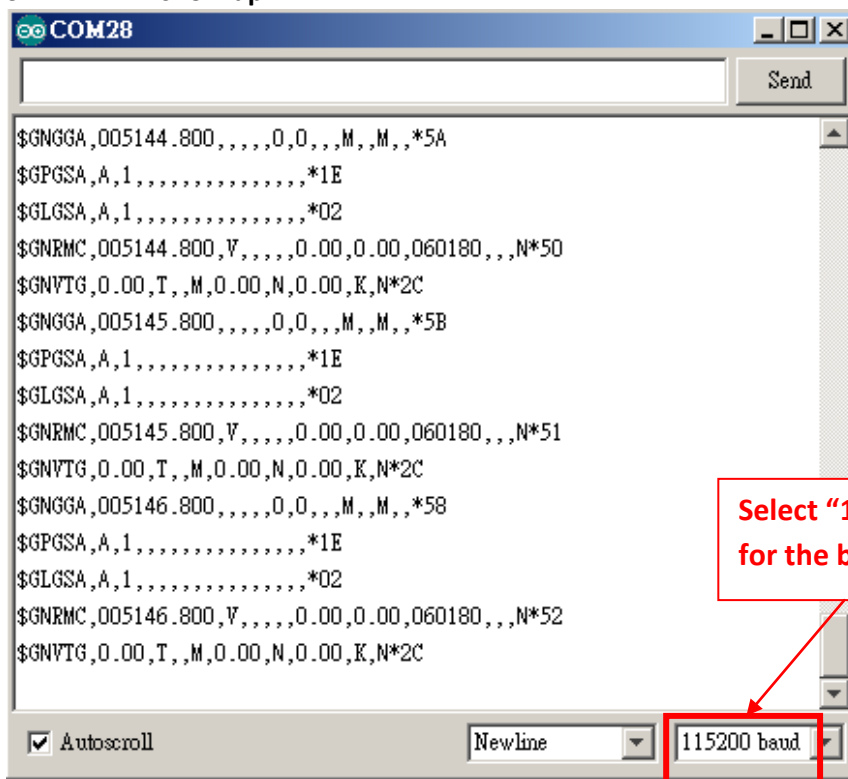 COM28
Send
$GNGGA,005144.800,,,,,0,0,,,M,,M,,*5A
$GPGSA,A,1,,,,,,,,,,,,,,,*1E
$GLGSA,A,1,,,,,,,,,,,,,,,*02
$GNRMC,005144.800,V,,,,,0.00,0.00,060180,,,N*50
$GNVTG,0.00,T,,M,0.00,N,0.00,K,N*2C
$GNGGA,005145.800,,,,,0,0,,,M,,M,,*5B
$GPGSA,A,1,,,,,,,,,,,,,,,*1E
$GLGSA,A,1,,,,,,,,,,,,,,,*02
$GNRMC,005145.800,V,,,,,0.00,0.00,060180,,,N*51
$GNVTG,0.00,T,,M,0.00,N,0.00,K,N*2C
$GNGGA,005146.800,,,,,0,0,,,M,,M,,*58
$GPGSA,A,1,,,,,,,,,,,,,,,*1E
$GLGSA,A,1,,,,,,,,,,,,,,,*02
$GNRMC,005146.800,V,,,,,0.00,0.00,060180,,,N*52
$GNVTG,0.00,T,,M,0.00,N,0.00,K,N*2C
Select “1
for the b
Autoscroll
Newline
115200 baud